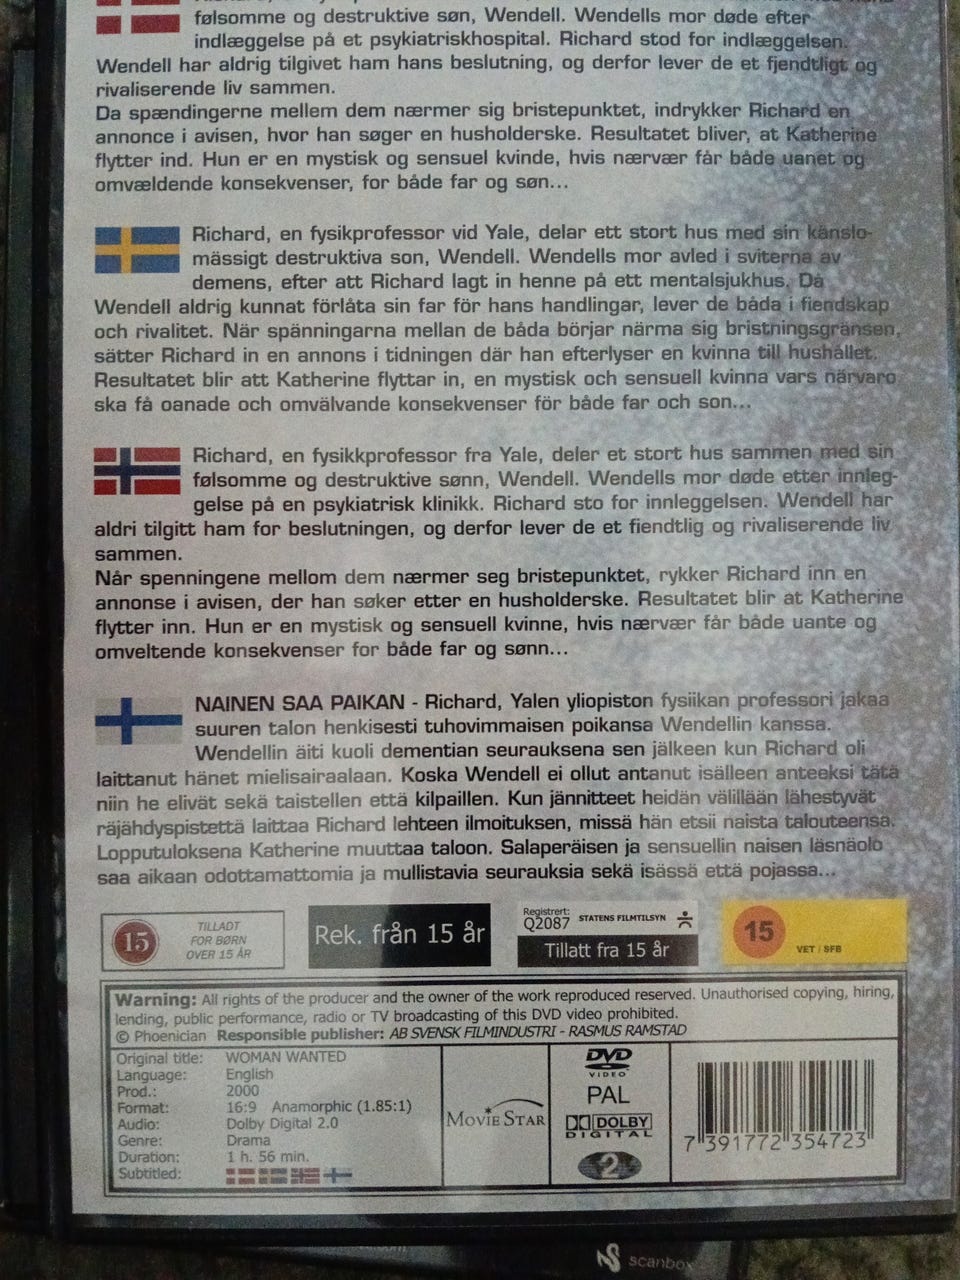 følsomme og destruktive søn, Wendell. Wendells mor døde efter
indlæggelse på et psykiatriskhospital. Richard stod for indlæggelsen.
Wendell har aldrig tilgivet ham hans beslutning, og derfor lever de et fjendtligt og
rivaliserende liv sammen.
Da spændingerne mellem dem nærmer sig bristepunktet, indrykker Richard en
annonce i avisen, hvor han søger en husholderske. Resultatet bliver, at Katherine
flytter ind. Hun er en mystisk og sensuel kvinde, hvis nærvær får både uanet og
omvældende konsekvenser, for både far og søn...
Richard, en fysikprofessor vid Yale, delar ett stort hus med sin känslo-
mässigt destruktiva son, Wendell. Wendells mor avled i sviterna av
demens, efter att Richard lagt in henne på ett mentalsjukhus. Då
Wendell aldrig kunnat förlåta sin far för hans handlingar, lever de båda i fiendskap
och rivalitet. När spänningarna mellan de båda börjar närma sig bristningsgränsen,
sätter Richard in en annons i tidningen där han efterlyser en kvinna till hushållet.
Resultatet blir att Katherine flyttar in, en mystisk och sensuell kvinna vars närvaro
ska få oanade och omvälvande konsekvenser för både far och son...
Richard, en fysikkprofessor fra Yale, deler et stort hus sammen med sin
følsomme og destruktive sønn, Wendell. Wendells mor døde etter innleg-
gelse på en psykiatrisk klinikk. Richard sto for innleggelsen. Wendell har
aldri tilgitt ham for beslutningen, og derfor lever de et fiendtlig og rivaliserende liv
sammen.
Når spenningene mellom dem nærmer seg bristepunktet, rykker Richard inn en
annonse i avisen, der han søker etter en husholderske. Resultatet blir at Katherine
flytter inn. Hun er en mystisk og sensuell kvinne, hvis nærvær får både uante og
omveltende konsekvenser for både far og sønn...
NAINEN SAA PAIKAN - Richard, Yalen yliopiston fysiikan professori jakaa
suuren talon henkisesti tuhovimmaisen poikansa Wendellin kanssa.
Wendellin äiti kuoli dementian seurauksena sen jälkeen kun Richard oli
laittanut hänet mielisairaalaan. Koska Wendell ei ollut antanut isälleen anteeksi tätä
niin he elivät sekä taistellen että kilpaillen. Kun jännitteet heidän välillään lähestyvät
räjähdyspistettä laittaa Richard lehteen ilmoituksen, missä hän etsii naista talouteensa.
Lopputuloksena Katherine muuttaa taloon. Salaperäisen ja sensuellin naisen läsnäolo
saa aikaan odottamattomia ja mullistavia seurauksia sekä isässä että pojassa...
15
TILLADT
FOR BØRN
OVER 15 ÅR
Rek. från 15 år
Registrert:
Q2087
STATENS FILMTILSYN
Tillatt fra 15 år
15
VET / SFB
Warning: All rights of the producer and the owner of the work reproduced reserved. Unauthorised copying, hiring,
lending, public performance, radio or TV broadcasting of this DVD video prohibited.
© Phoenician Responsible publisher: AB SVENSK FILMINDUSTRI - RASMUS RAMSTAD
Original title: WOMAN WANTED
Language: English
Prod.: 2000
Format: 16:9 Anamorphic (1.85:1)
Audio: Dolby Digital 2.0
Genre: Drama
Duration: 1 h. 56 min.
Subtitled:
MOVIE STAR
DVD
VIDEO
PAL
DOLBY
DIGITAL
2
7 391772 354723
scanbox